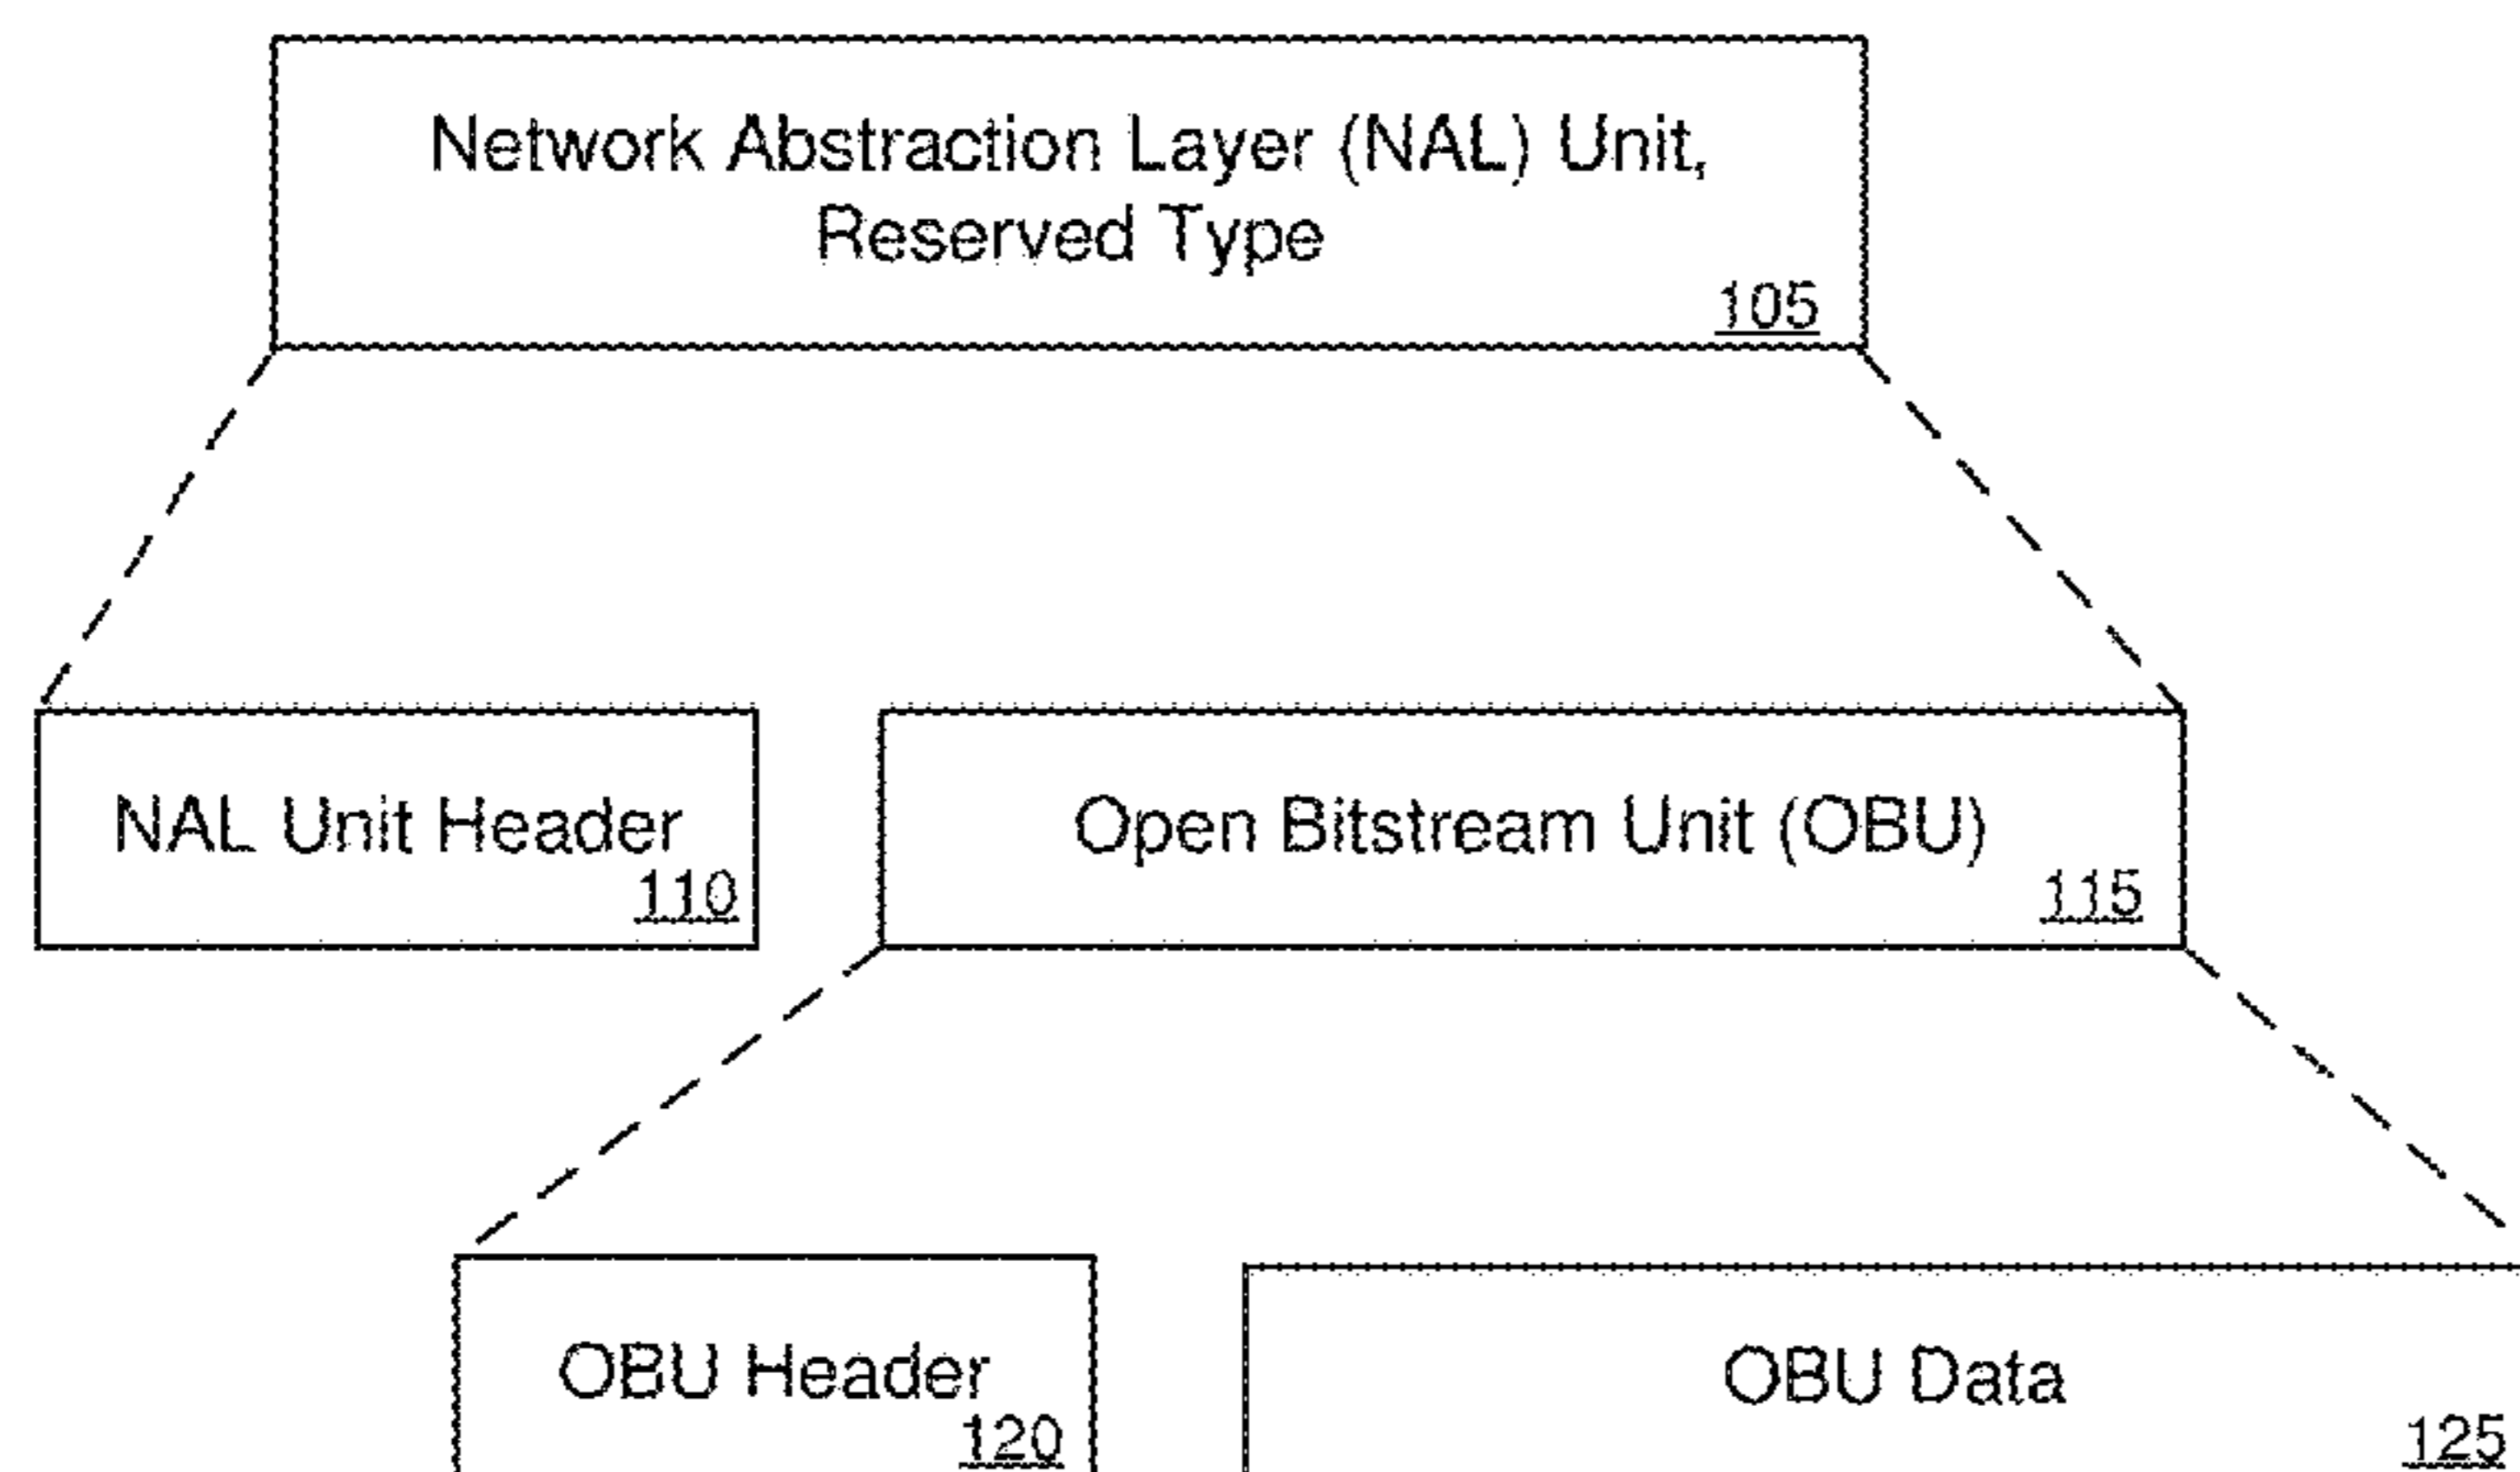 Network Abstraction Layer (NAL) Unit,
Reserved Type
105
NAL Unit Header
110
Open Bitstream Unit (OBU)
115
OBU Header
120
OBU Data
125